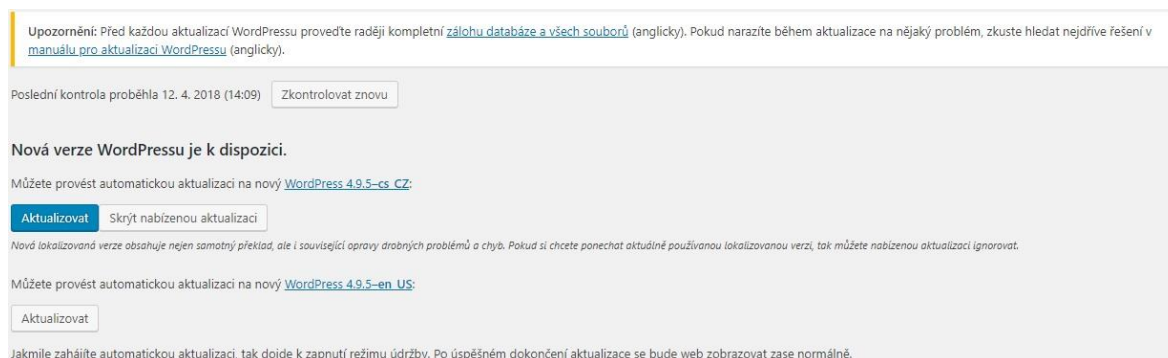 Upozornění: Před každou aktualizací WordPressu proveďte raději kompletní zálohu databáze a všech souborů (anglicky). Pokud narazíte během aktualizace na nějaký problém, zkuste hledat nejdříve řešení v
manuálu pro aktualizaci WordPressu (anglicky).
Poslední kontrola proběhla 12. 4. 2018 (14:09) Zkontrolovat znovu
Nová verze WordPressu je k dispozici.
Můžete provést automatickou aktualizaci na nový WordPress 4.9.5–cs_CZ:
Aktualizovat Skrýt nabízenou aktualizaci
Nová lokalizovaná verze obsahuje nejen samotný překlad, ale i související opravy drobných problémů a chyb. Pokud si chcete ponechat aktuálně používanou lokalizovanou verzi, tak můžete nabízenou aktualizaci ignorovat.
Můžete provést automatickou aktualizaci na nový WordPress 4.9.5–en_US:
Aktualizovat
Jakmile zahájíte automatickou aktualizaci, tak dojde k zapnutí režimu údržby. Po úspěšném dokončení aktualizace se bude web zobrazovat zase normálně.